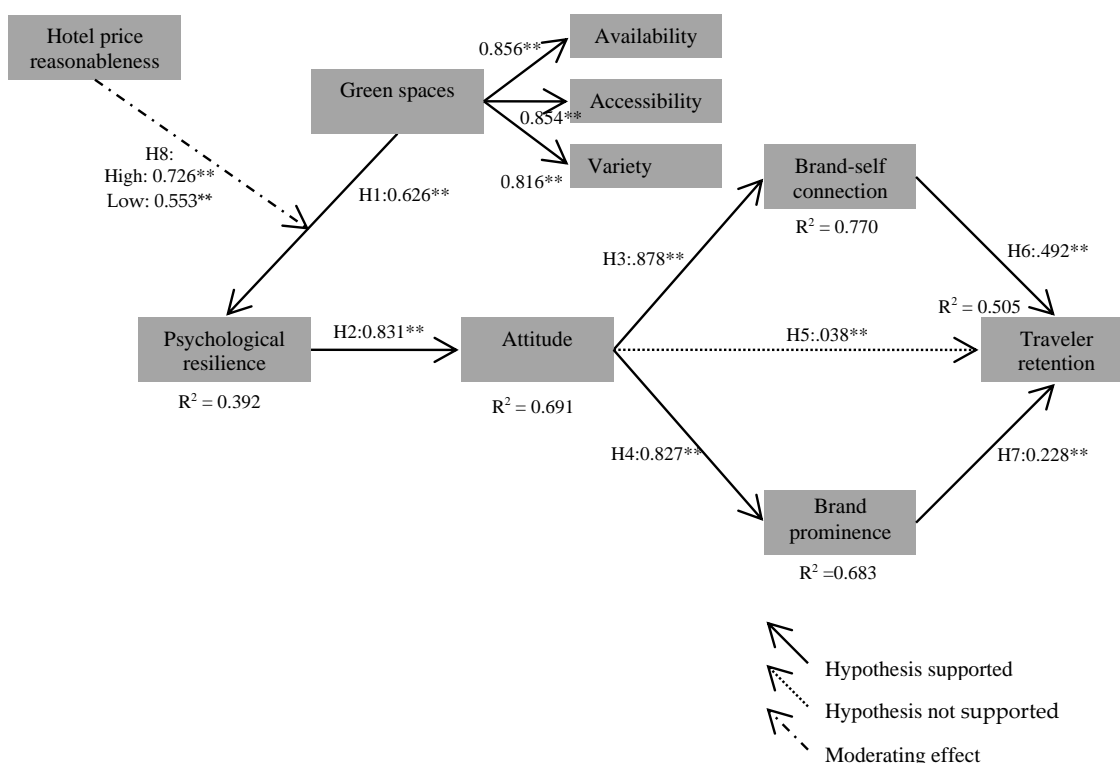 Hotel price
reasonableness
Availability
0.856**
Green spaces
Accessibility
0.854**
H8:
High: 0.726**
Low: 0.553**
Variety
0.816**
H1:0.626**
Brand-self
connection
R² = 0.770
H3:.878**
H6:.492**
R² = 0.505
Psychological
resilience
R² = 0.392
H2:0.831**
Attitude
R² = 0.691
H5:.038**
Traveler
retention
H4:0.827**
H7:0.228**
Brand
prominence
R² =0.683
Hypothesis supported
Hypothesis not supported
Moderating effect